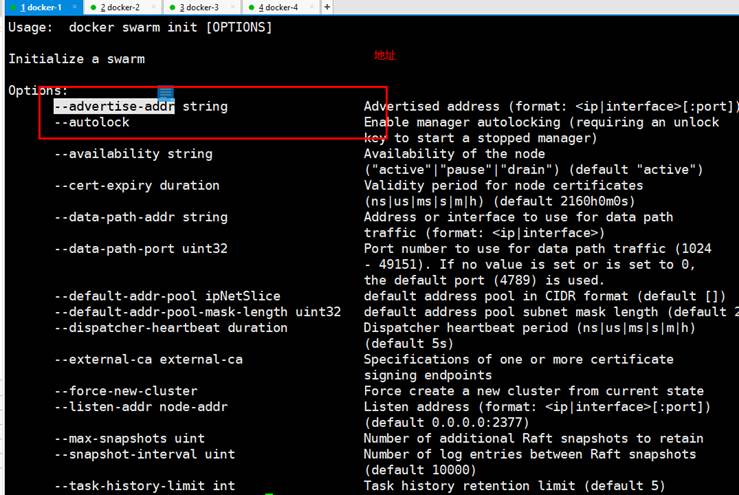 1 docker-1 × 2 docker-2 × 3 docker-3 × 4 docker-4 × +
Usage: docker swarm init [OPTIONS]
Initialize a swarm
地址
Options:
--advertise-addr string Advertised address (format: <ip|interface>[:port])
--autolock Enable manager autolocking (requiring an unlock
key to start a stopped manager)
--availability string Availability of the node
("active"|"pause"|"drain") (default "active")
--cert-expiry duration Validity period for node certificates
(ns|us|ms|s|m|h) (default 2160h0m0s)
--data-path-addr string Address or interface to use for data path
traffic (format: <ip|interface>)
--data-path-port uint32 Port number to use for data path traffic (1024
- 49151). If no value is set or is set to 0,
the default port (4789) is used.
--default-addr-pool ipNetSlice default address pool in CIDR format (default [])
--default-addr-pool-mask-length uint32 default address pool subnet mask length (default 2
--dispatcher-heartbeat duration Dispatcher heartbeat period (ns|us|ms|s|m|h)
(default 5s)
--external-ca external-ca Specifications of one or more certificate
signing endpoints
--force-new-cluster Force create a new cluster from current state
--listen-addr node-addr Listen address (format: <ip|interface>[:port])
(default 0.0.0.0:2377)
--max-snapshots uint Number of additional Raft snapshots to retain
--snapshot-interval uint Number of log entries between Raft snapshots
(default 10000)
--task-history-limit int Task history retention limit (default 5)